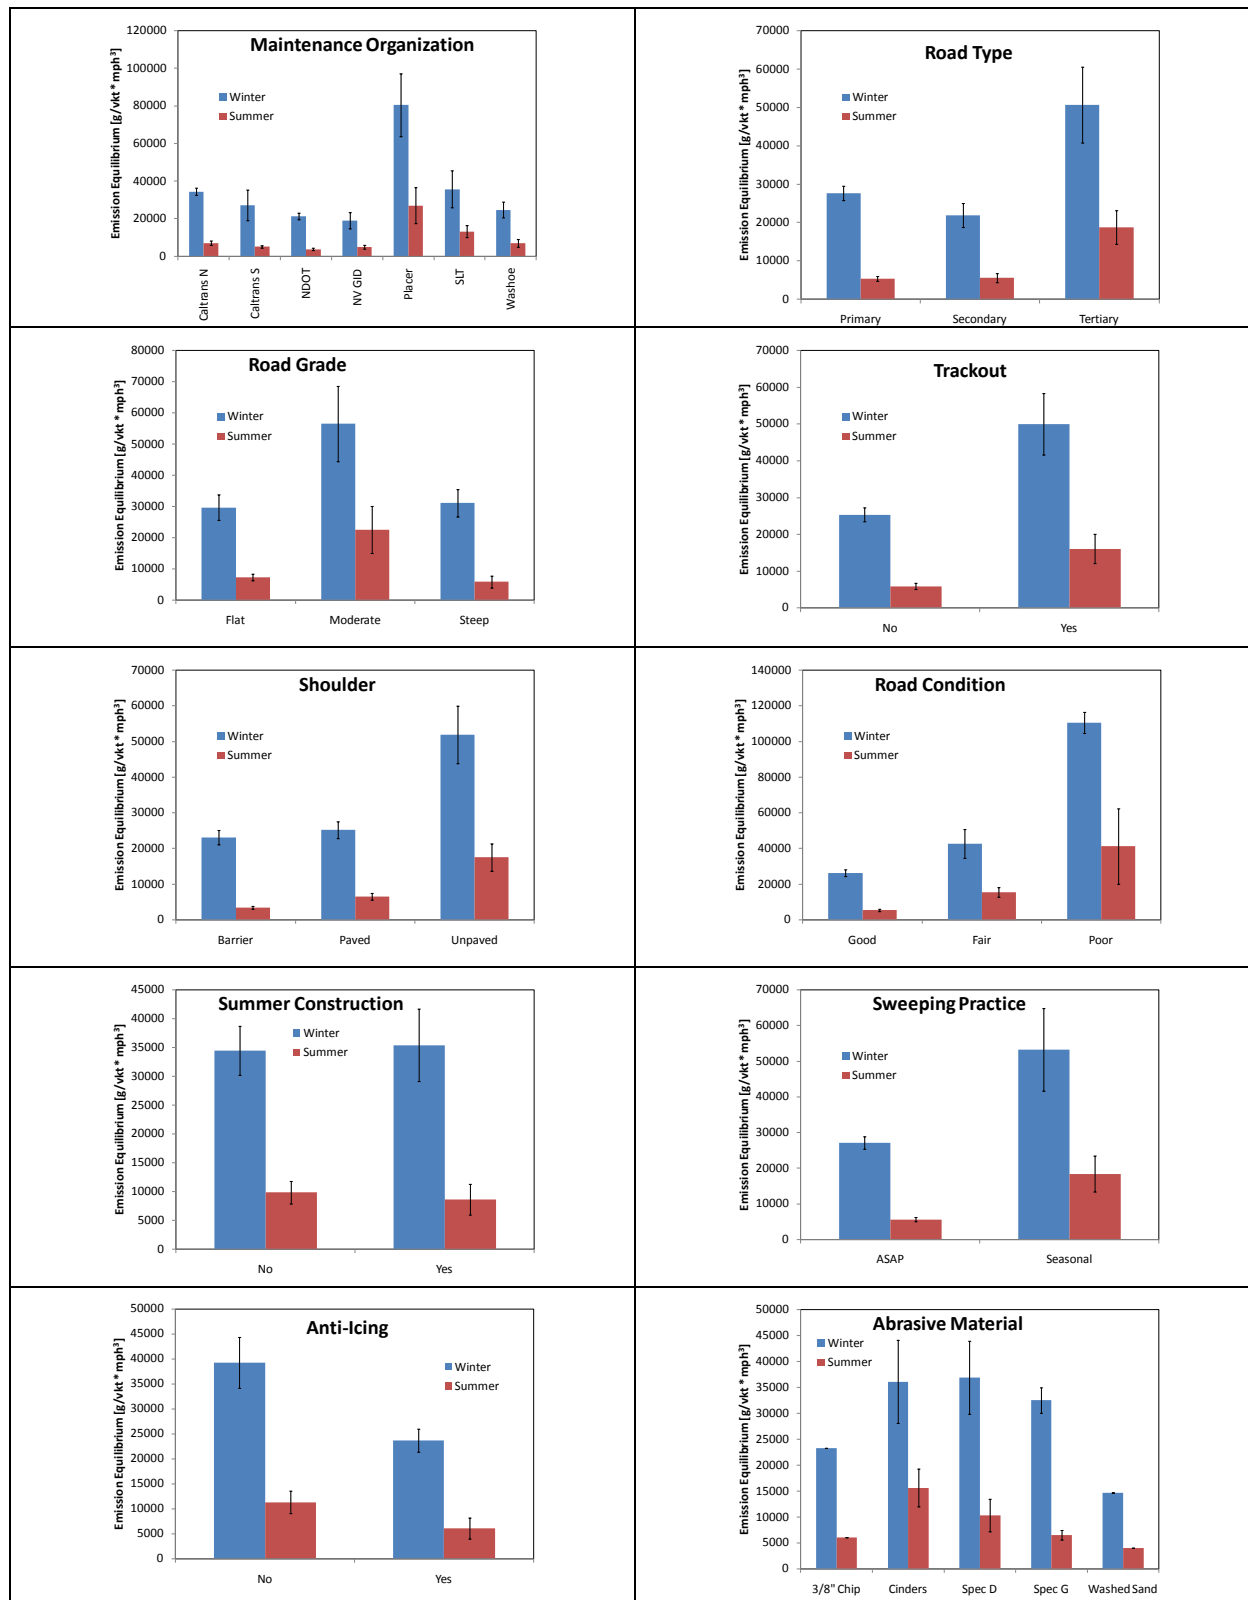 Maintenance Organization
Emission Equilibrium [g/vkt * mph³]
120000
100000
80000
60000
40000
20000
0
Winter
Summer
Caltrans N
Caltrans S
NDOT
NV GID
Placer
SLT
Washoe
Road Type
Emission Equilibrium [g/vkt * mph³]
70000
60000
50000
40000
30000
20000
10000
0
Winter
Summer
Primary
Secondary
Tertiary
Road Grade
Emission Equilibrium [g/vkt * mph³]
80000
70000
60000
50000
40000
30000
20000
10000
0
Winter
Summer
Flat
Moderate
Steep
Trackout
Emission Equilibrium [g/vkt * mph³]
70000
60000
50000
40000
30000
20000
10000
0
Winter
Summer
No
Yes
Shoulder
Emission Equilibrium [g/vkt * mph³]
70000
60000
50000
40000
30000
20000
10000
0
Winter
Summer
Barrier
Paved
Unpaved
Road Condition
Emission Equilibrium [g/vkt * mph³]
140000
120000
100000
80000
60000
40000
20000
0
Winter
Summer
Good
Fair
Poor
Summer Construction
Emission Equilibrium [g/vkt * mph³]
45000
40000
35000
30000
25000
20000
15000
10000
5000
0
Winter
Summer
No
Yes
Sweeping Practice
Emission Equilibrium [g/vkt * mph³]
70000
60000
50000
40000
30000
20000
10000
0
Winter
Summer
ASAP
Seasonal
Anti-Icing
Emission Equilibrium [g/vkt * mph³]
50000
45000
40000
35000
30000
25000
20000
15000
10000
5000
0
Winter
Summer
No
Yes
Abrasive Material
Emission Equilibrium [g/vkt * mph³]
50000
45000
40000
35000
30000
25000
20000
15000
10000
5000
0
Winter
Summer
3/8" Chip
Cinders
Spec D
Spec G
Washed Sand